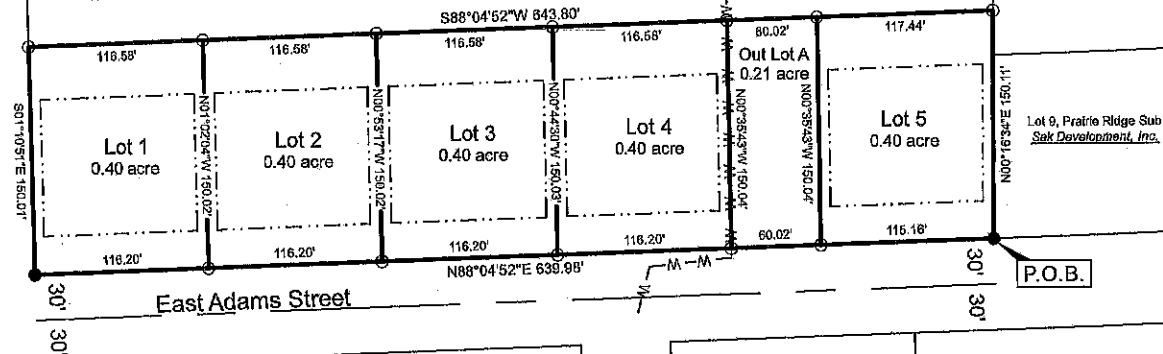 S88°04'52"W 643.80'
116.58'
116.58'
116.58'
116.58'
60.02'
117.44'
Out Lot A
0.21 acre
S01°10'51"E 150.01'
Lot 1
0.40 acre
N01°02'04"W 150.02'
Lot 2
0.40 acre
N00°53'17"W 150.02'
Lot 3
0.40 acre
N00°44'30"W 150.03'
Lot 4
0.40 acre
N00°35'43"W 150.04'
N00°35'43"W 150.04'
Lot 5
0.40 acre
N00°16'34"E 150.11'
Lot 9, Prairie Ridge Sub
Sak Development, Inc.
116.20'
116.20'
116.20'
116.20'
60.02'
115.16'
N88°04'52"E 639.98'
P.O.B.
30'
East Adams Street
W
W
W
30'
30'
30'